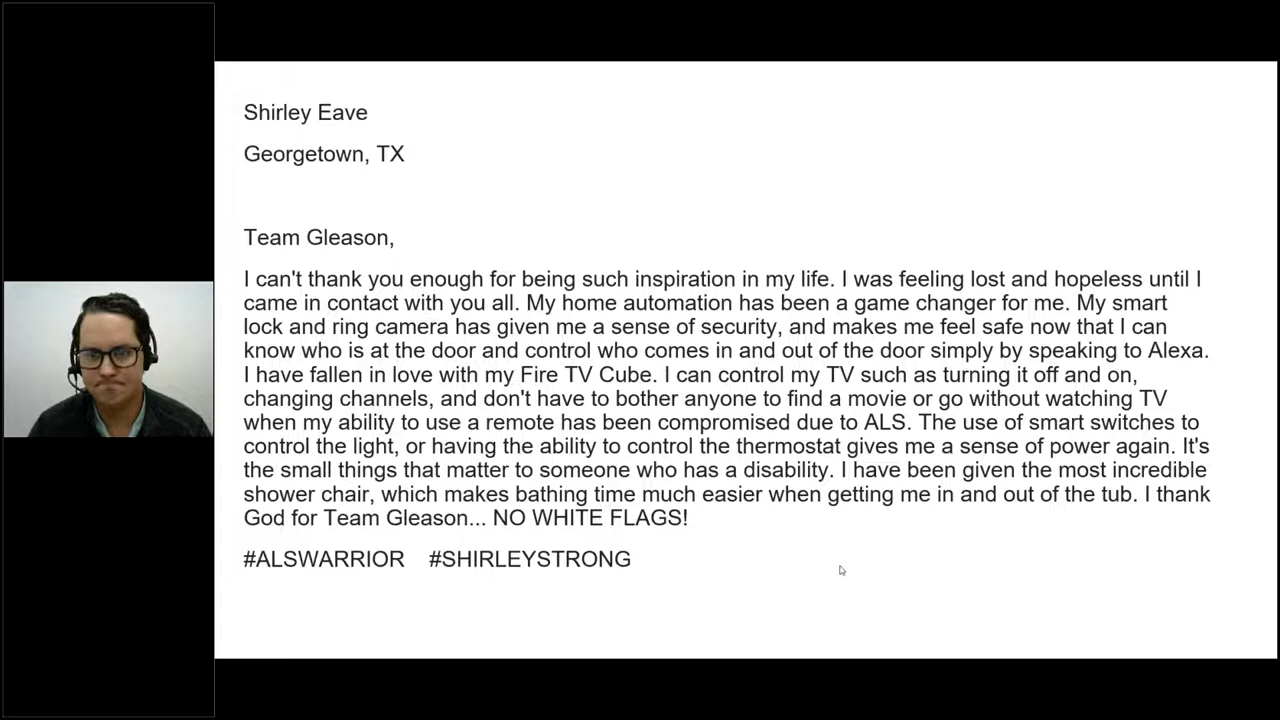 Shirley Eave
Georgetown, TX
Team Gleason,
I can't thank you enough for being such inspiration in my life. I was feeling lost and hopeless until I
came in contact with you all. My home automation has been a game changer for me. My smart
lock and ring camera has given me a sense of security, and makes me feel safe now that I can
know who is at the door and control who comes in and out of the door simply by speaking to Alexa.
I have fallen in love with my Fire TV Cube. I can control my TV such as turning it off and on,
changing channels, and don't have to bother anyone to find a movie or go without watching TV
when my ability to use a remote has been compromised due to ALS. The use of smart switches to
control the light, or having the ability to control the thermostat gives me a sense of power again. It's
the small things that matter to someone who has a disability. I have been given the most incredible
shower chair, which makes bathing time much easier when getting me in and out of the tub. I thank
God for Team Gleason... NO WHITE FLAGS!
#ALSWARRIOR #SHIRLEYSTRONG